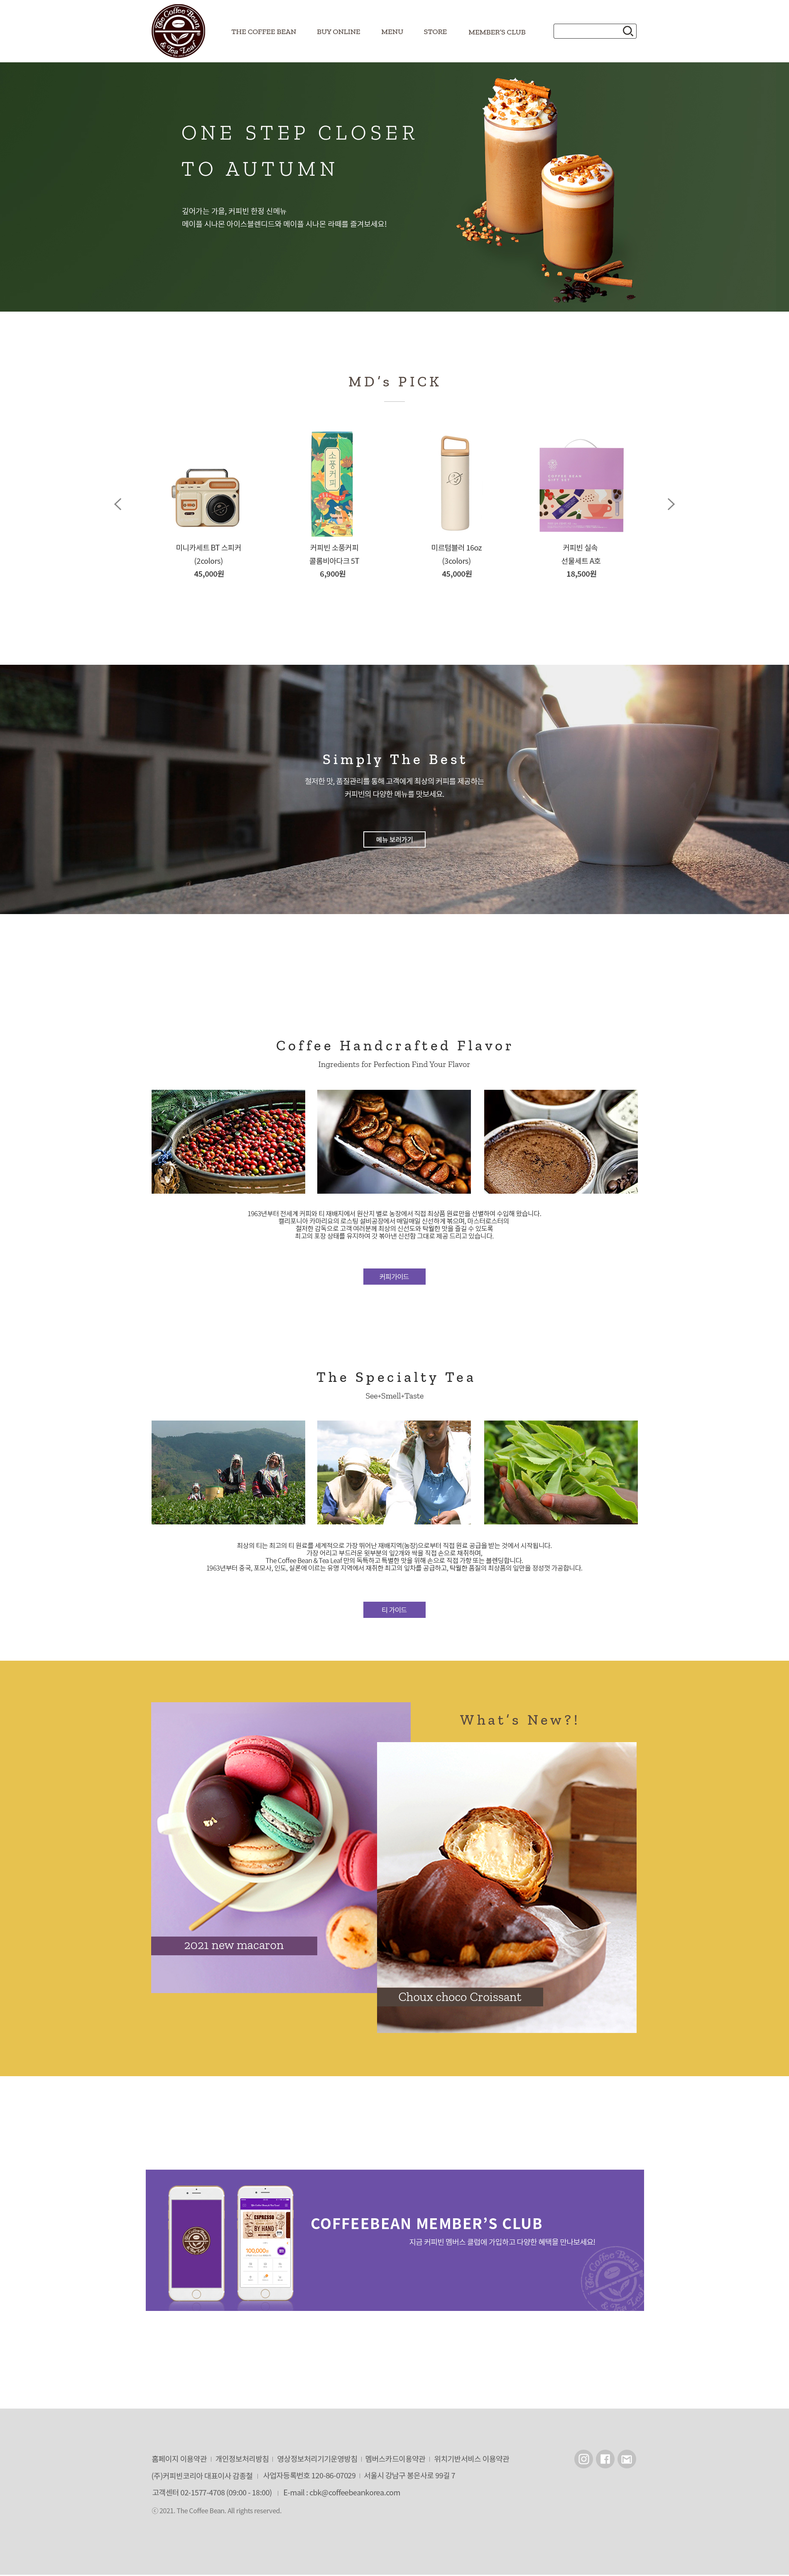 The Coffee Bean
& Tea Leaf
THE COFFEE BEAN
BUY ONLINE
MENU
STORE
MEMBER'S CLUB
ONE STEP CLOSER
TO AUTUMN
깊어가는 가을, 커피빈 한정 신메뉴
메이플 시나몬 아이스블렌디드와 메이플 시나몬 라떼를 즐겨보세요!
MD's PICK
소풍커피
COFFEE BEAN
GIFT SET
미니카세트 BT 스피커
(2colors)
45,000원
커피빈 소풍커피
콜롬비아다크 5T
6,900원
미르텀블러 16oz
(3colors)
45,000원
커피빈 실속
선물세트 A호
18,500원
Simply The Best
철저한 맛, 품질관리를 통해 고객에게 최상의 커피를 제공하는
커피빈의 다양한 메뉴를 맛보세요.
메뉴 보러가기
Coffee Handcrafted Flavor
Ingredients for Perfection Find Your Flavor
1963년부터 전세계 커피와 티 재배지에서 원산지 별로 농장에서 직접 최상품 원료만을 선별하여 수입해 왔습니다.
캘리포니아 카마리요의 로스팅 설비공장에서 매일매일 신선하게 볶으며, 마스터로스터의
철저한 감독으로 고객 여러분께 최상의 신선도와 탁월한 맛을 즐길 수 있도록
최고의 포장 상태를 유지하여 갓 볶아낸 신선함 그대로 제공 드리고 있습니다.
커피가이드
The Specialty Tea
See+Smell+Taste
최상의 티는 최고의 티 원료를 세계적으로 가장 뛰어난 재배지역(농장)으로부터 직접 원료 공급을 받는 것에서 시작됩니다.
가장 어리고 부드러운 윗부분의 잎2개와 싹을 직접 손으로 채취하며,
The Coffee Bean & Tea Leaf 만의 독특하고 특별한 맛을 위해 손으로 직접 가향 또는 블렌딩합니다.
1963년부터 중국, 포모사, 인도, 실론에 이르는 유명 지역에서 채취한 최고의 잎차를 공급하고, 탁월한 품질의 최상품의 잎만을 정성껏 가공합니다.
티 가이드
What's New?!
2021 new macaron
Choux choco Croissant
ESPRESSO
BY HAND
100,000원
COFFEEBEAN MEMBER'S CLUB
지금 커피빈 멤버스 클럽에 가입하고 다양한 혜택을 만나보세요!
The Coffee Bean
& Tea Leaf
홈페이지 이용약관 | 개인정보처리방침 | 영상정보처리기기운영방침 | 멤버스카드이용약관 | 위치기반서비스 이용약관
(주)커피빈코리아 대표이사 감종철 | 사업자등록번호 120-86-07029 | 서울시 강남구 봉은사로 99길 7
고객센터 02-1577-4708 (09:00 - 18:00) | E-mail : cbk@coffeebeankorea.com
ⓒ 2021. The Coffee Bean. All rights reserved.